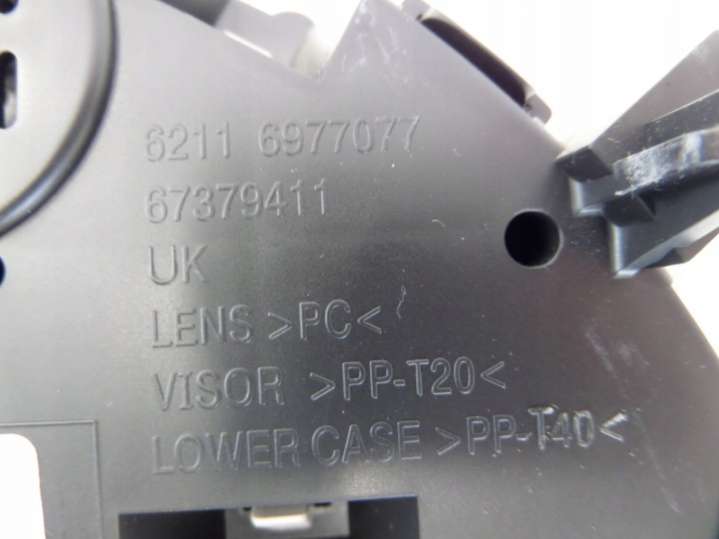 6211 6977077
67379411
UK
LENS >PC<
VISOR >PP-T20<
LOWER CASE >PP-T40<